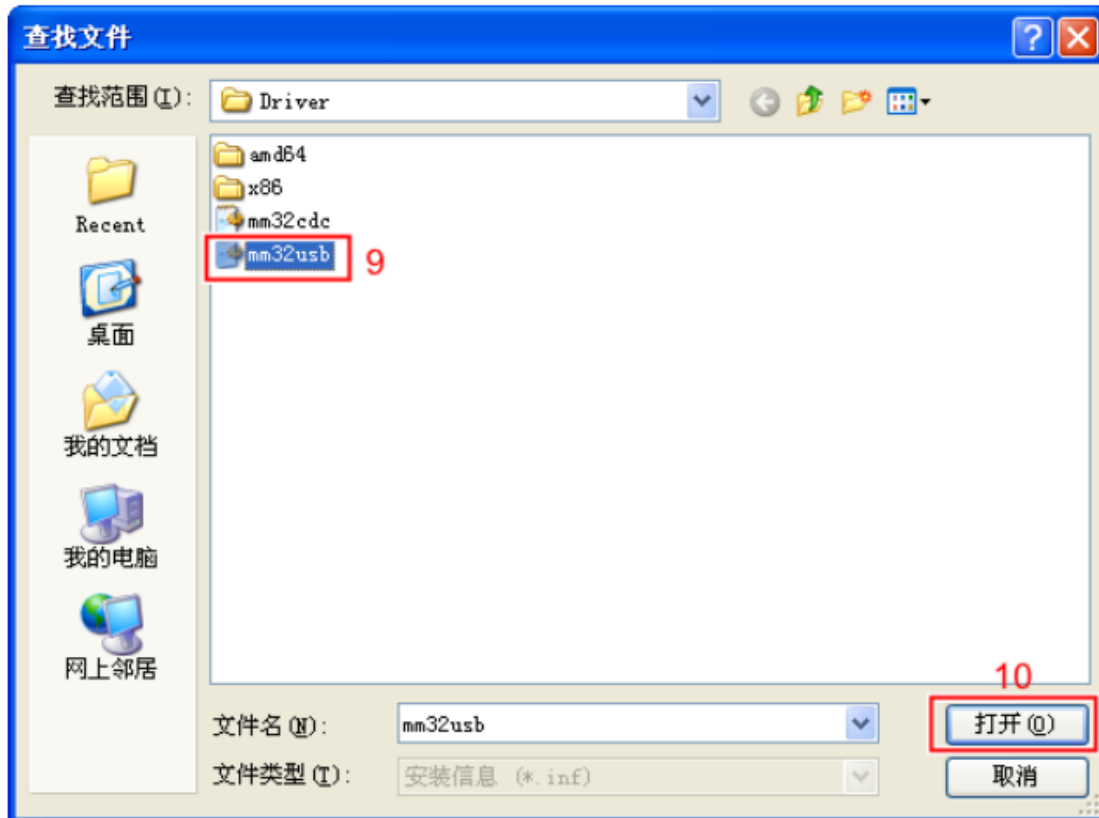 查找文件
查找范围(I):
Driver
amd64
x86
mm32cdc
mm32usb
9
Recent
桌面
我的文档
我的电脑
网上邻居
10
文件名(N):
mm32usb
打开(O)
文件类型(T):
安装信息 (*.inf)
取消